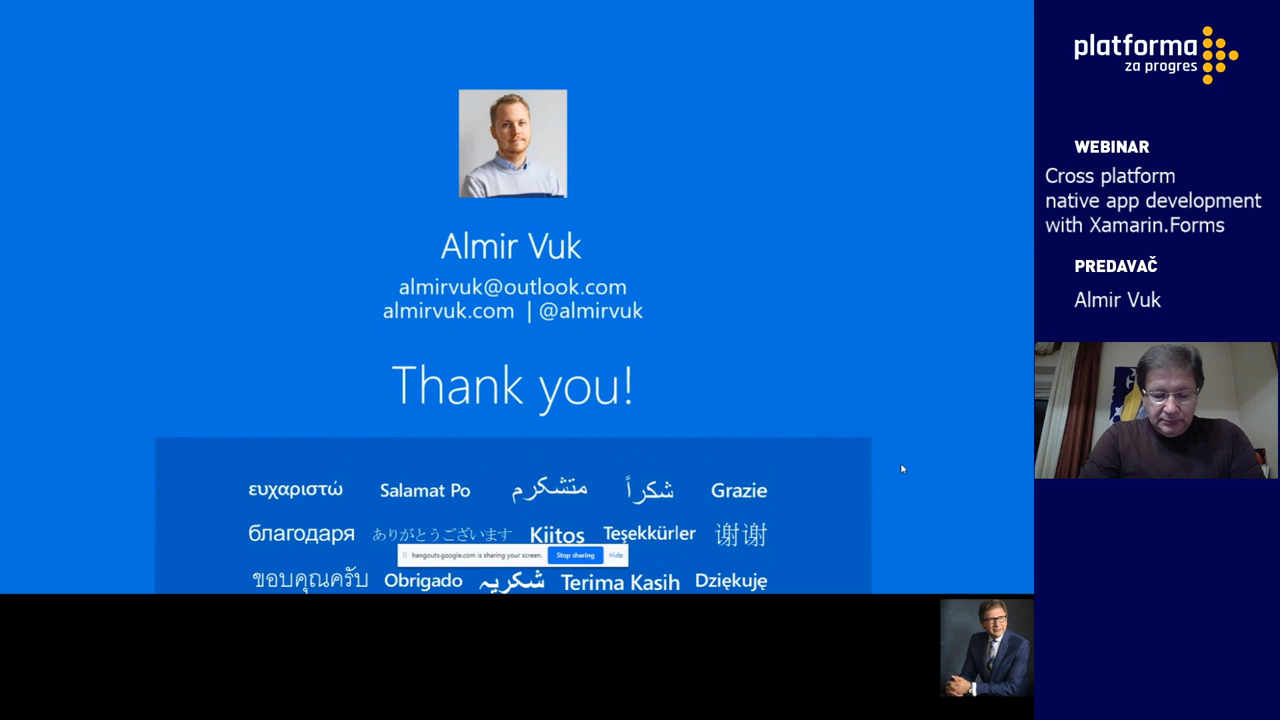 Almir Vuk
almirvuk@outlook.com
almirvuk.com | @almirvuk
Thank you!
ευχαριστώ Salamat Po متشکرم شكراً Grazie
благодаря ありがとうございます Kiitos Teşekkürler 谢谢
hangouts.google.com is sharing your screen. Stop sharing Hide
ขอบคุณครับ Obrigado شکریہ Terima Kasih Dziękuję
platforma
za progres
WEBINAR
Cross platform
native app development
with Xamarin.Forms
PREDAVAČ
Almir Vuk